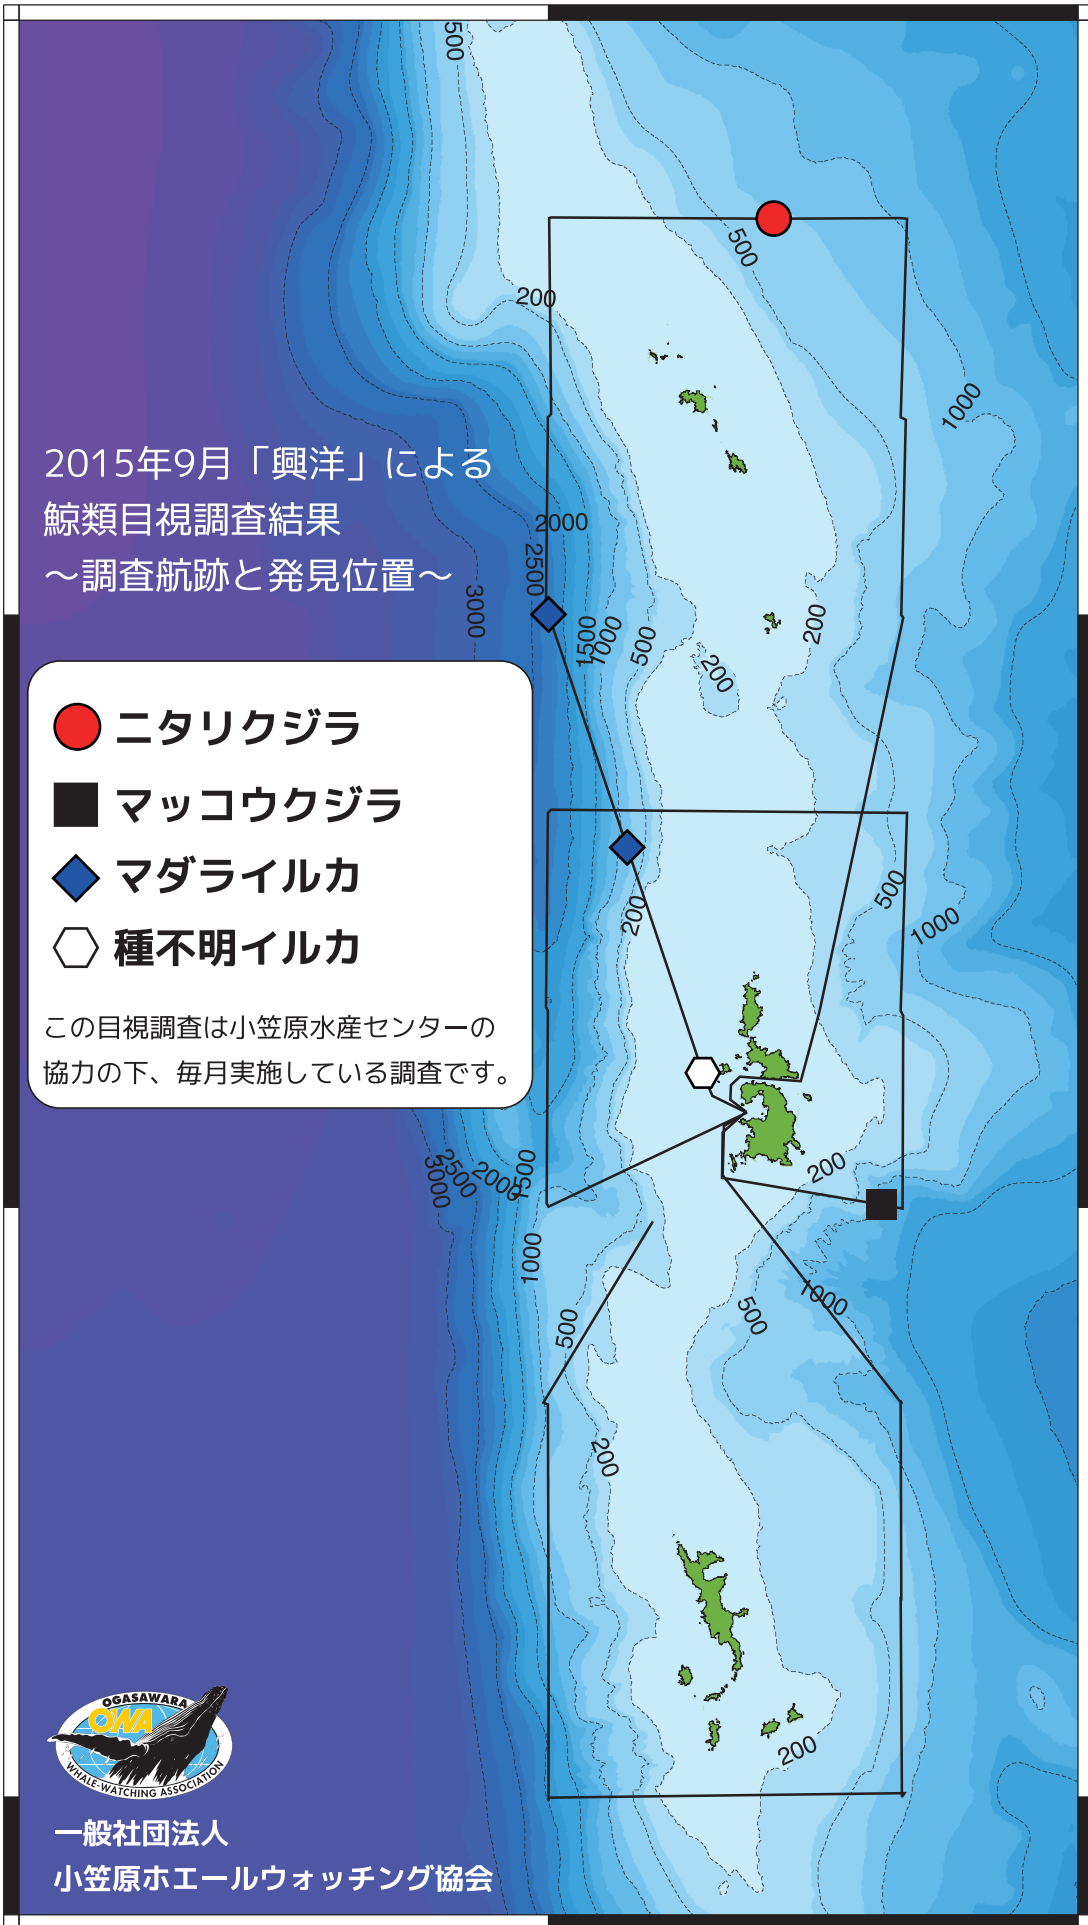 500
500
200
1000
2015年9月「興洋」による
鯨類目視調査結果
～調査航跡と発見位置～
2000
2500
3000
1500
1000
500
200
200
ニタリクジラ
マッコウクジラ
マダライルカ
種不明イルカ
この目視調査は小笠原水産センターの
協力の下、毎月実施している調査です。
200
500
1000
3000
2500
2000
1500
200
1000
500
500
1000
200
200
OGASAWARA
OWA
WHALE-WATCHING ASSOCIATION
一般社団法人
小笠原ホエールウォッチング協会